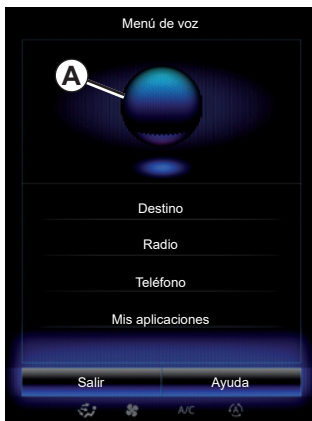 Menú de voz
A
Destino
Radio
Teléfono
Mis aplicaciones
Salir Ayuda
A/C A